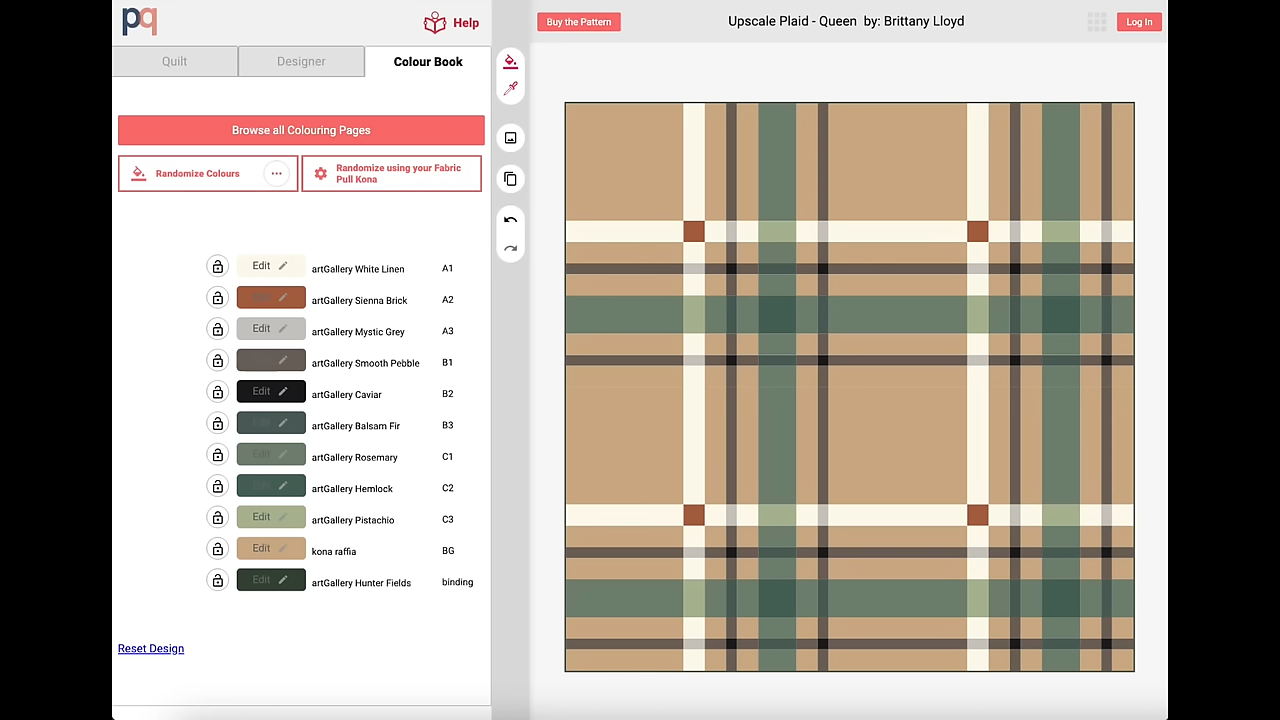 pq
Help
Buy the Pattern
Upscale Plaid - Queen by: Brittany Lloyd
Log In
Quilt
Designer
Colour Book
Browse all Colouring Pages
Randomize Colours
Randomize using your Fabric
Pull Kona
Edit artGallery White Linen A1
artGallery Sienna Brick A2
Edit artGallery Mystic Grey A3
artGallery Smooth Pebble B1
Edit artGallery Caviar B2
Edit artGallery Balsam Fir B3
Edit artGallery Rosemary C1
Edit artGallery Hemlock C2
Edit artGallery Pistachio C3
Edit kona raffia BG
Edit artGallery Hunter Fields binding
Reset Design